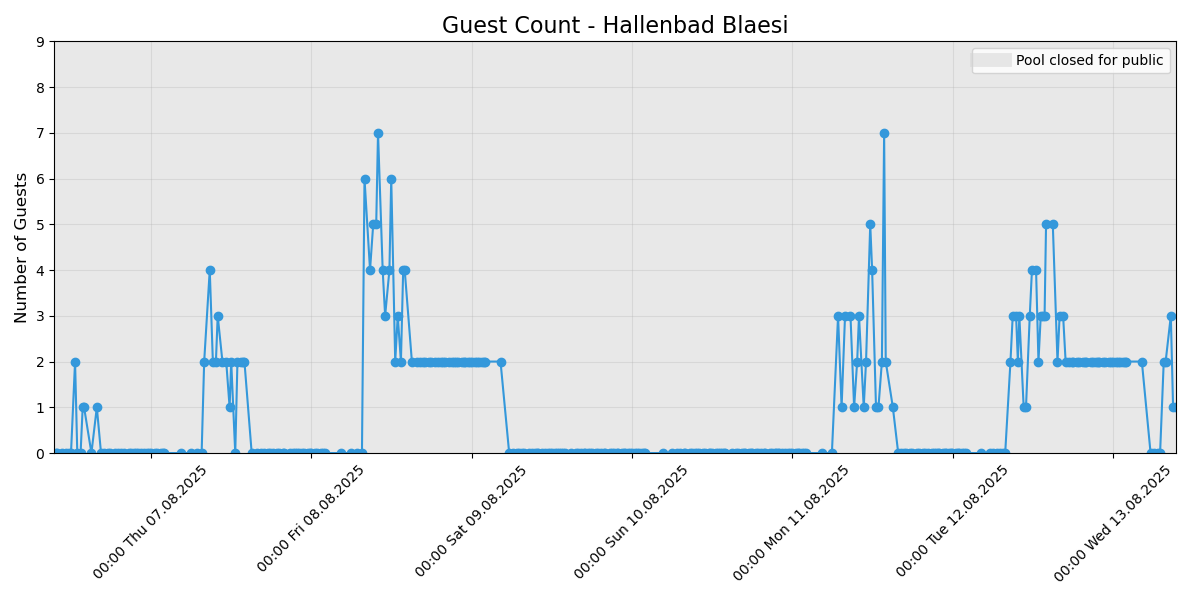 Guest Count - Hallenbad Blaesi
Pool closed for public
Number of Guests
9
8
7
6
5
4
3
2
1
0
00:00 Thu 07.08.2025
00:00 Fri 08.08.2025
00:00 Sat 09.08.2025
00:00 Sun 10.08.2025
00:00 Mon 11.08.2025
00:00 Tue 12.08.2025
00:00 Wed 13.08.2025